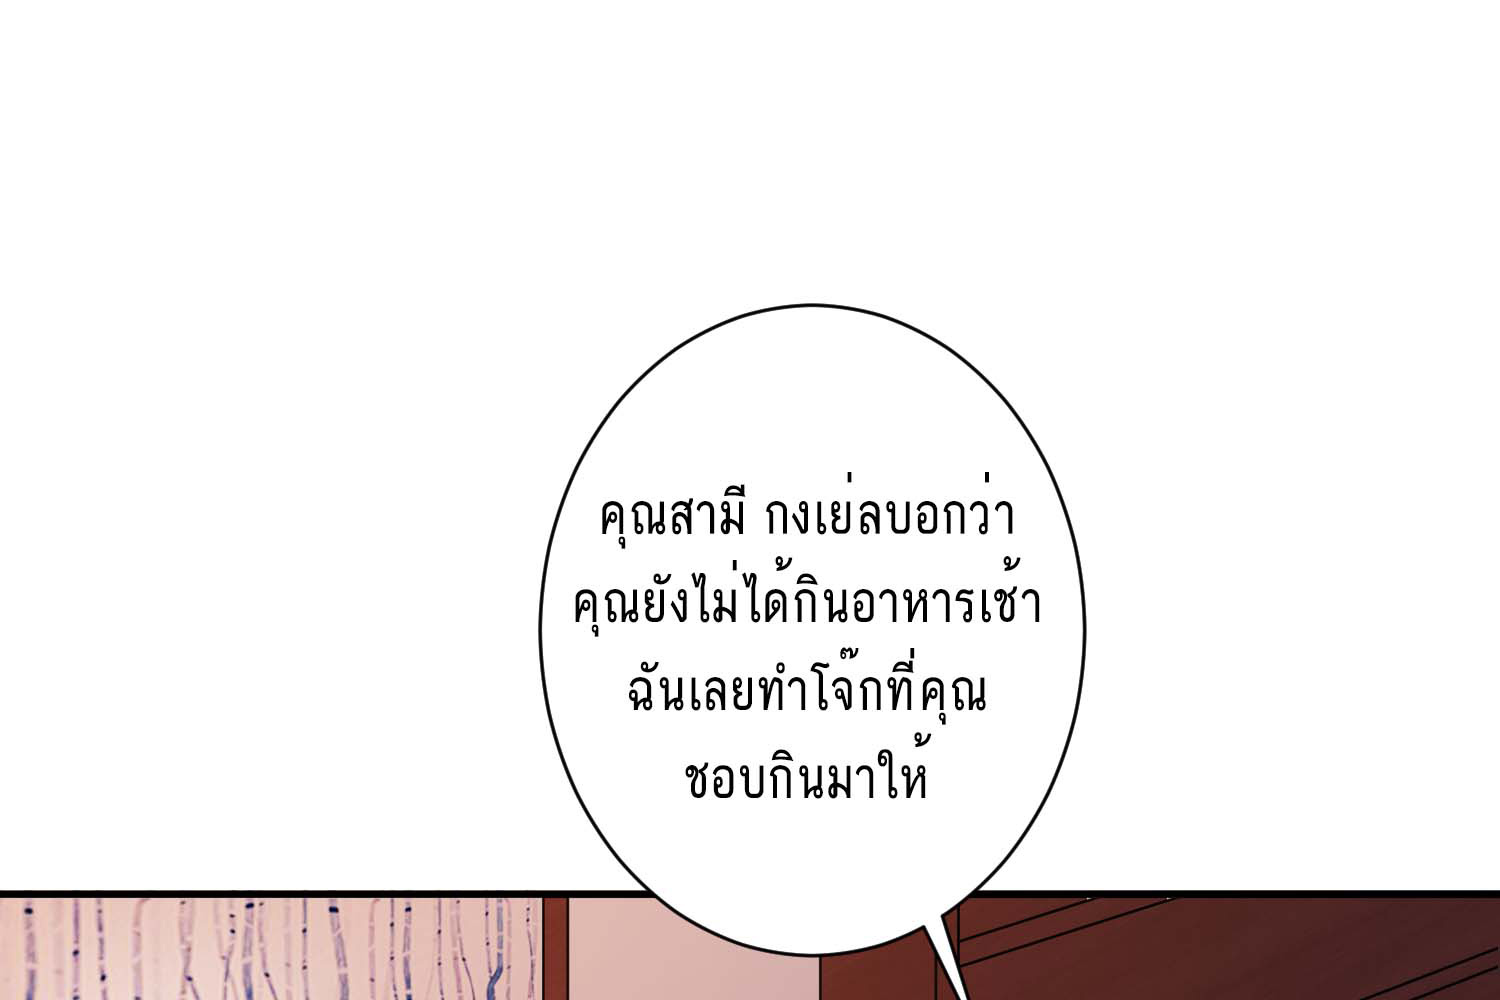 คุณสามี กงเย่ลบอกว่า
คุณยังไม่ได้กินอาหารเช้า
ฉันเลยทำโจ๊กที่คุณ
ชอบกินมาให้